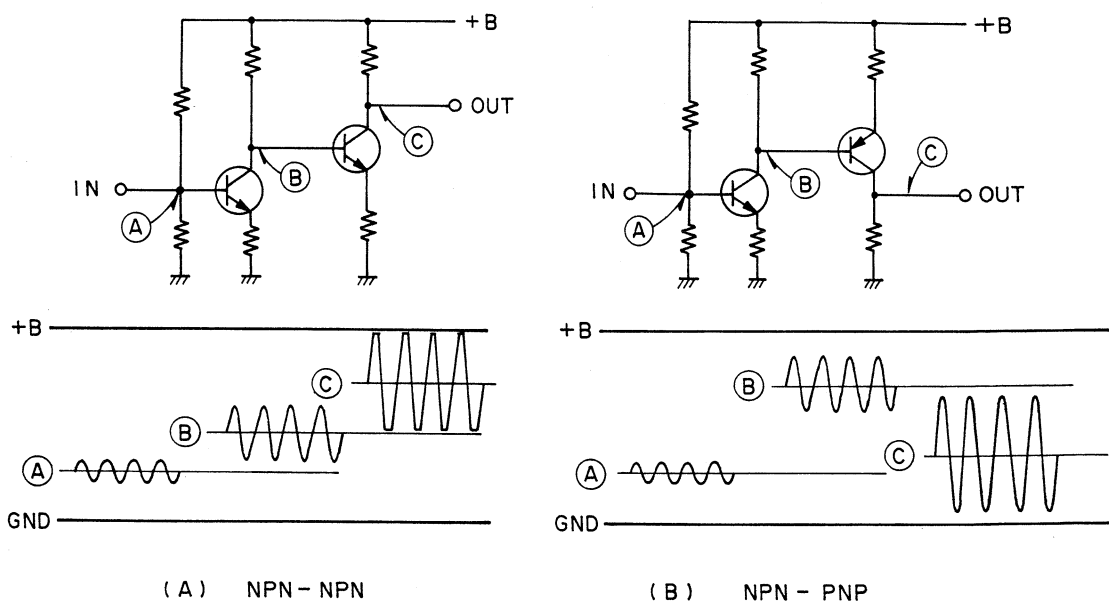 +B
OUT
Ⓒ
Ⓑ
IN
Ⓐ
+B
Ⓒ
Ⓑ
IN
OUT
Ⓐ
+B
Ⓒ
Ⓑ
Ⓐ
GND
+B
Ⓑ
Ⓒ
Ⓐ
GND
(A) NPN-NPN
(B) NPN-PNP